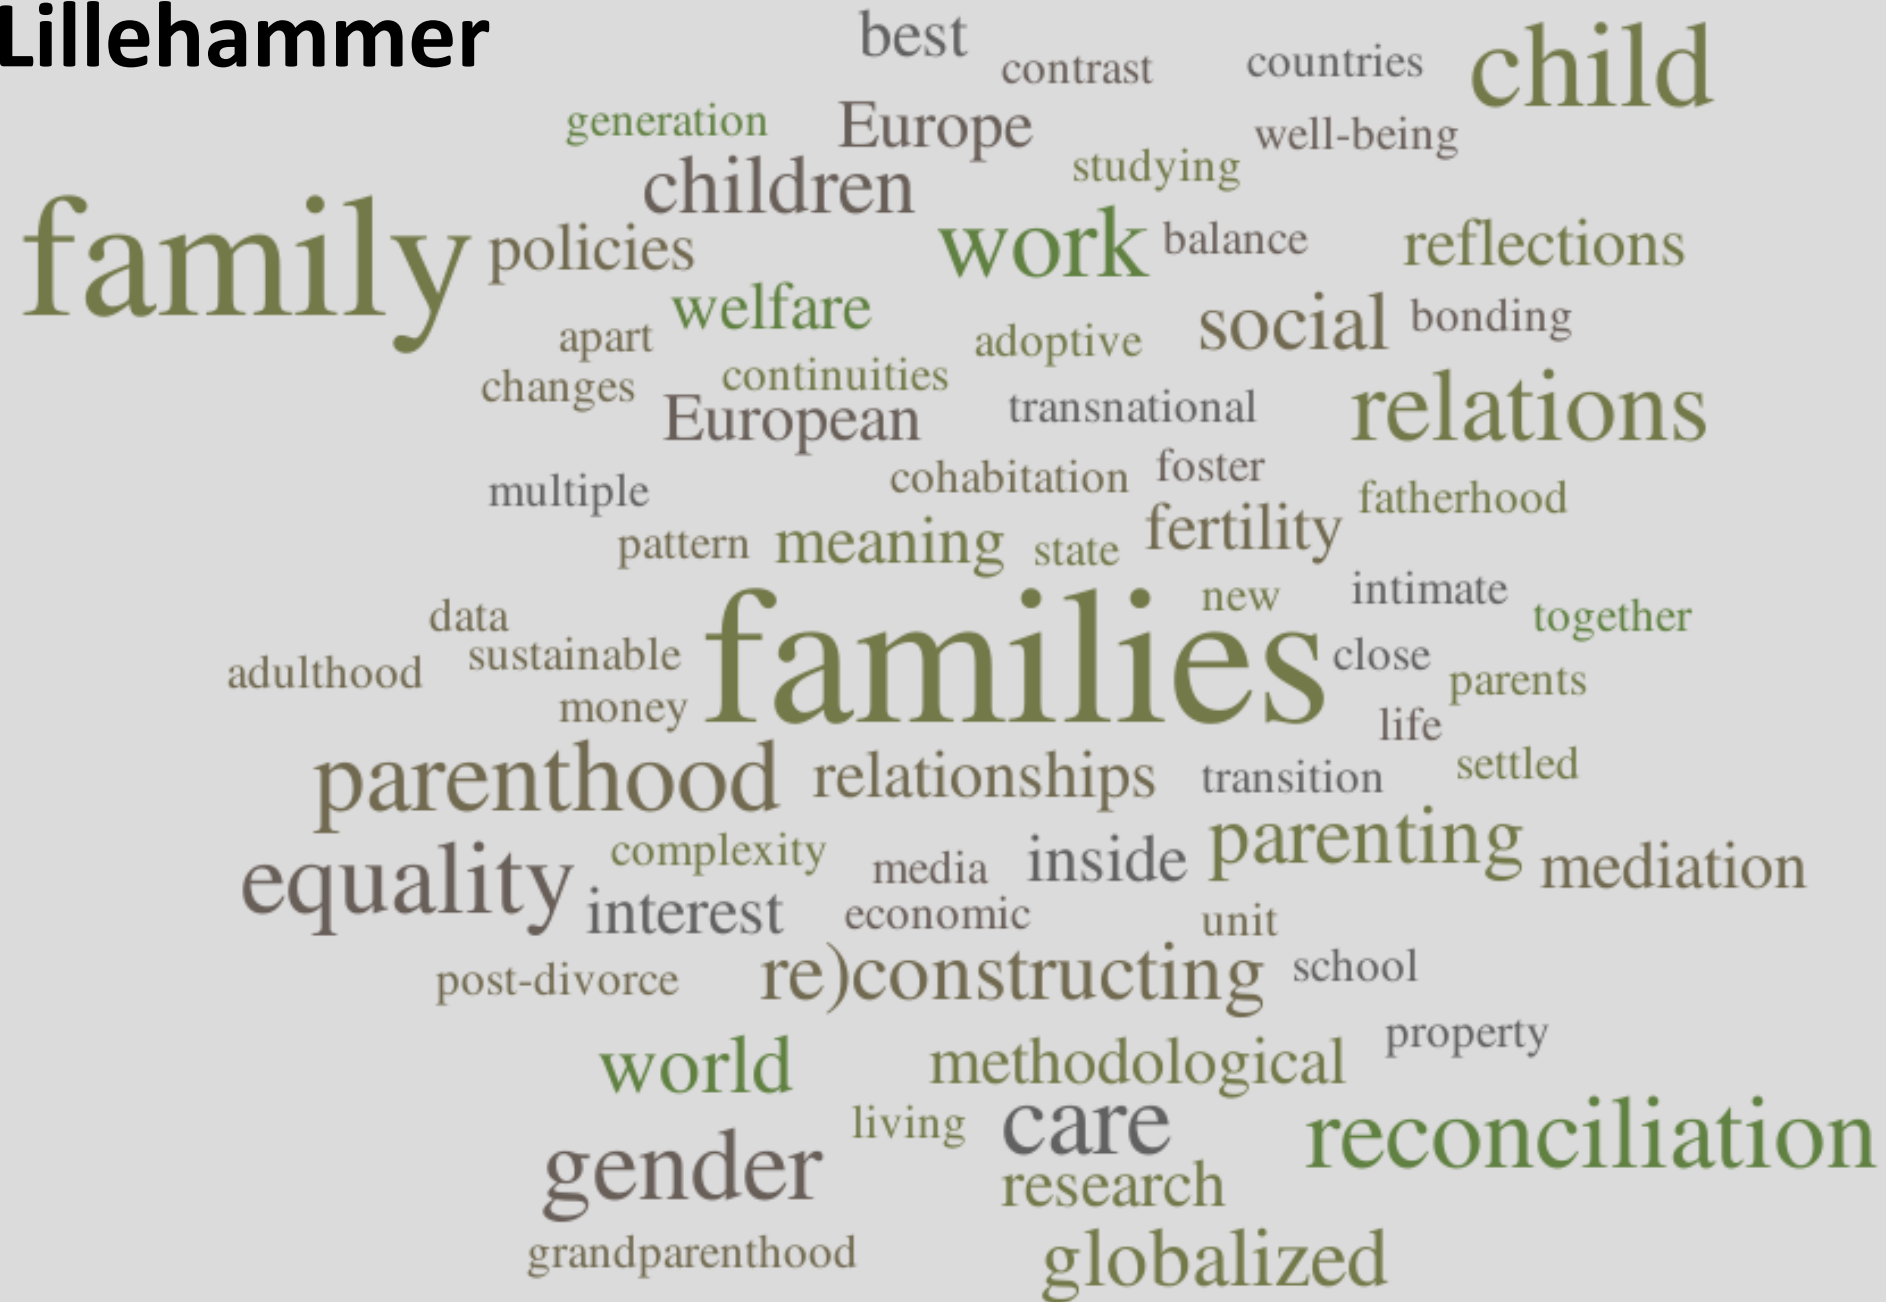 Lillehammer
best
contrast
countries
child
generation
Europe
well-being
children
studying
family
policies
work
balance
reflections
welfare
apart
adoptive
social
bonding
changes
continuities
European
transnational
relations
multiple
cohabitation
foster
fatherhood
pattern
meaning
state
fertility
data
new
intimate
together
adulthood
sustainable
families
close
parents
money
life
parenthood
relationships
transition
settled
equality
complexity
media
inside
parenting
mediation
interest
economic
unit
post-divorce
re)constructing
school
world
methodological
property
living
care
reconciliation
gender
research
grandparenthood
globalized